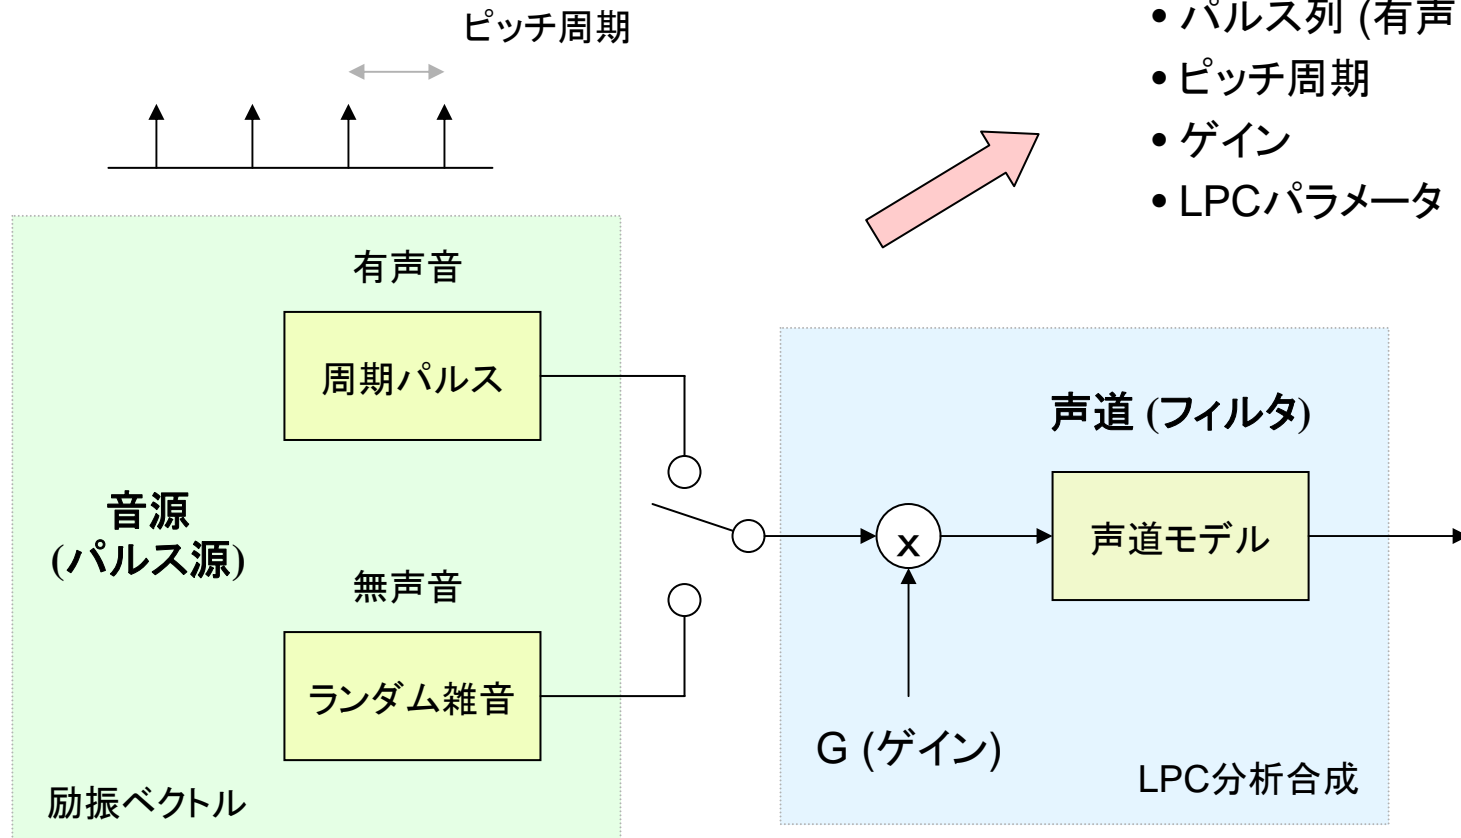 ピッチ周期
• パルス列 (有声
• ピッチ周期
• ゲイン
• LPCパラメータ
有声音
周期パルス
音源
(パルス源)
無声音
ランダム雑音
励振ベクトル
声道 (フィルタ)
x
声道モデル
G (ゲイン)
LPC分析合成